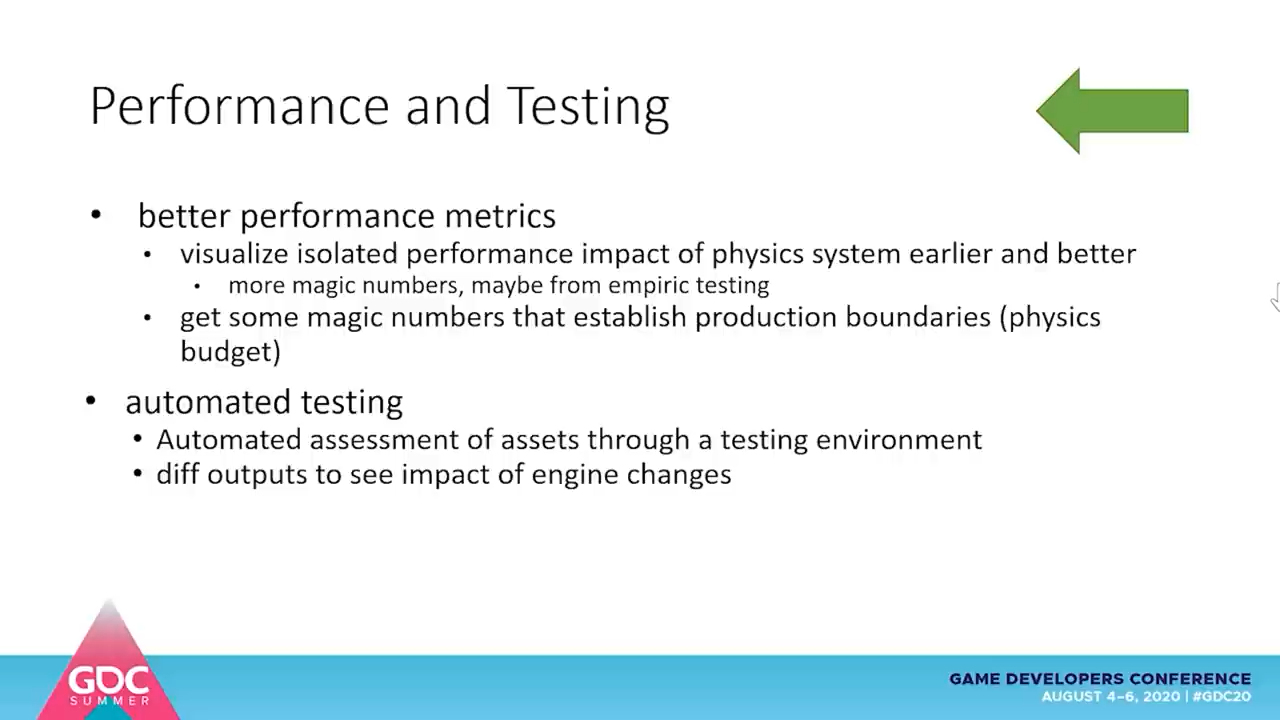 Performance and Testing
• better performance metrics
• visualize isolated performance impact of physics system earlier and better
• more magic numbers, maybe from empiric testing
• get some magic numbers that establish production boundaries (physics
budget)
• automated testing
• Automated assessment of assets through a testing environment
• diff outputs to see impact of engine changes
GDC
SUMMER
GAME DEVELOPERS CONFERENCE
AUGUST 4–6, 2020 | #GDC20